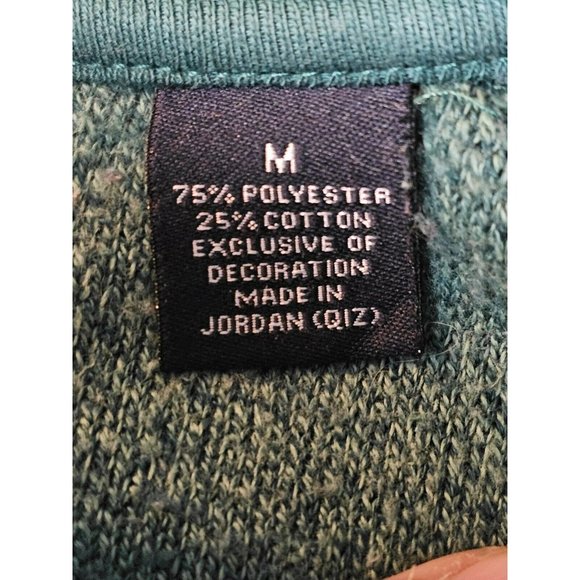 M
75% POLYESTER
25% COTTON
EXCLUSIVE OF
DECORATION
MADE IN
JORDAN (QIZ)